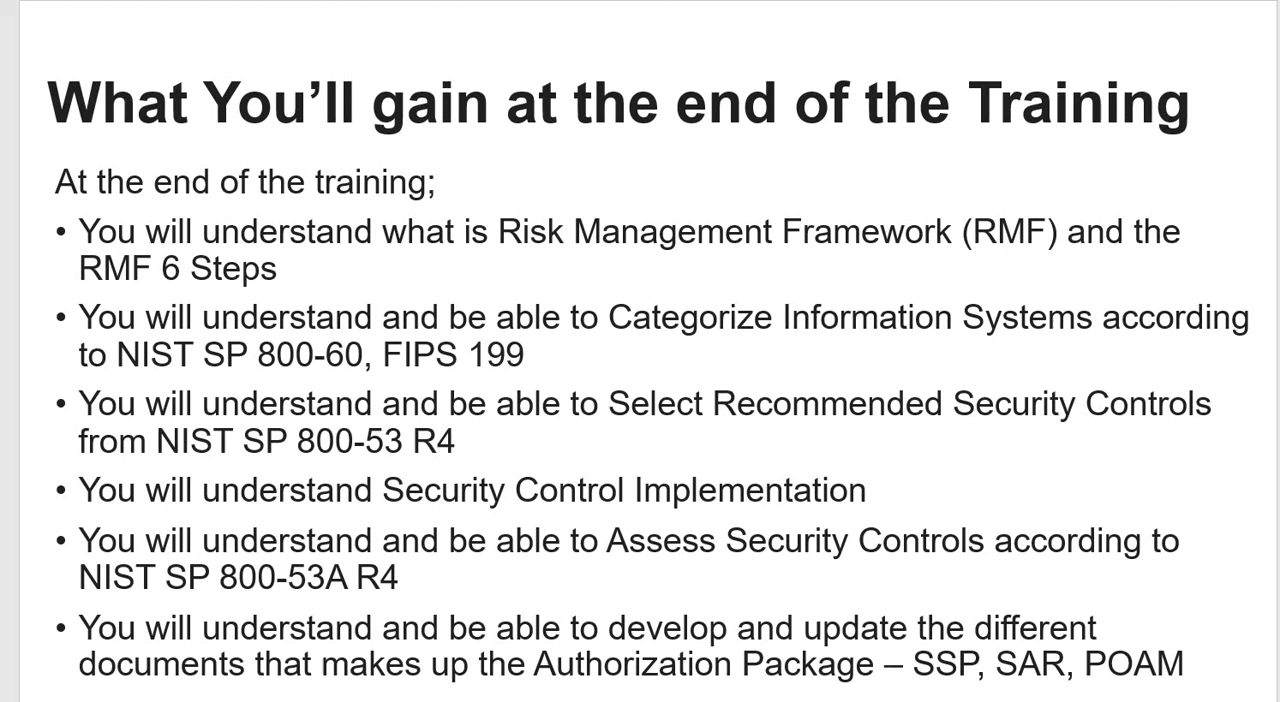 What You’ll gain at the end of the Training
At the end of the training;
• You will understand what is Risk Management Framework (RMF) and the
RMF 6 Steps
• You will understand and be able to Categorize Information Systems according
to NIST SP 800-60, FIPS 199
• You will understand and be able to Select Recommended Security Controls
from NIST SP 800-53 R4
• You will understand Security Control Implementation
• You will understand and be able to Assess Security Controls according to
NIST SP 800-53A R4
• You will understand and be able to develop and update the different
documents that makes up the Authorization Package – SSP, SAR, POAM